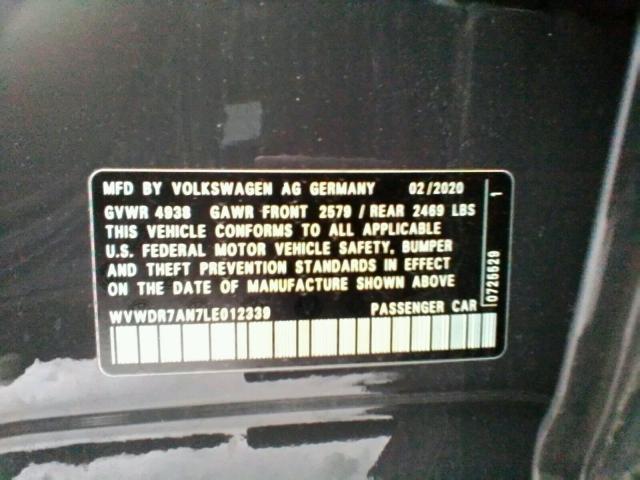 MFD BY VOLKSWAGEN AG GERMANY 02/2020
GVWR 4938 GAWR FRONT 2579 / REAR 2469 LBS
THIS VEHICLE CONFORMS TO ALL APPLICABLE
U.S. FEDERAL MOTOR VEHICLE SAFETY, BUMPER
AND THEFT PREVENTION STANDARDS IN EFFECT
ON THE DATE OF MANUFACTURE SHOWN ABOVE
WVWDR7AN7LE012339 PASSENGER CAR
0725529 1